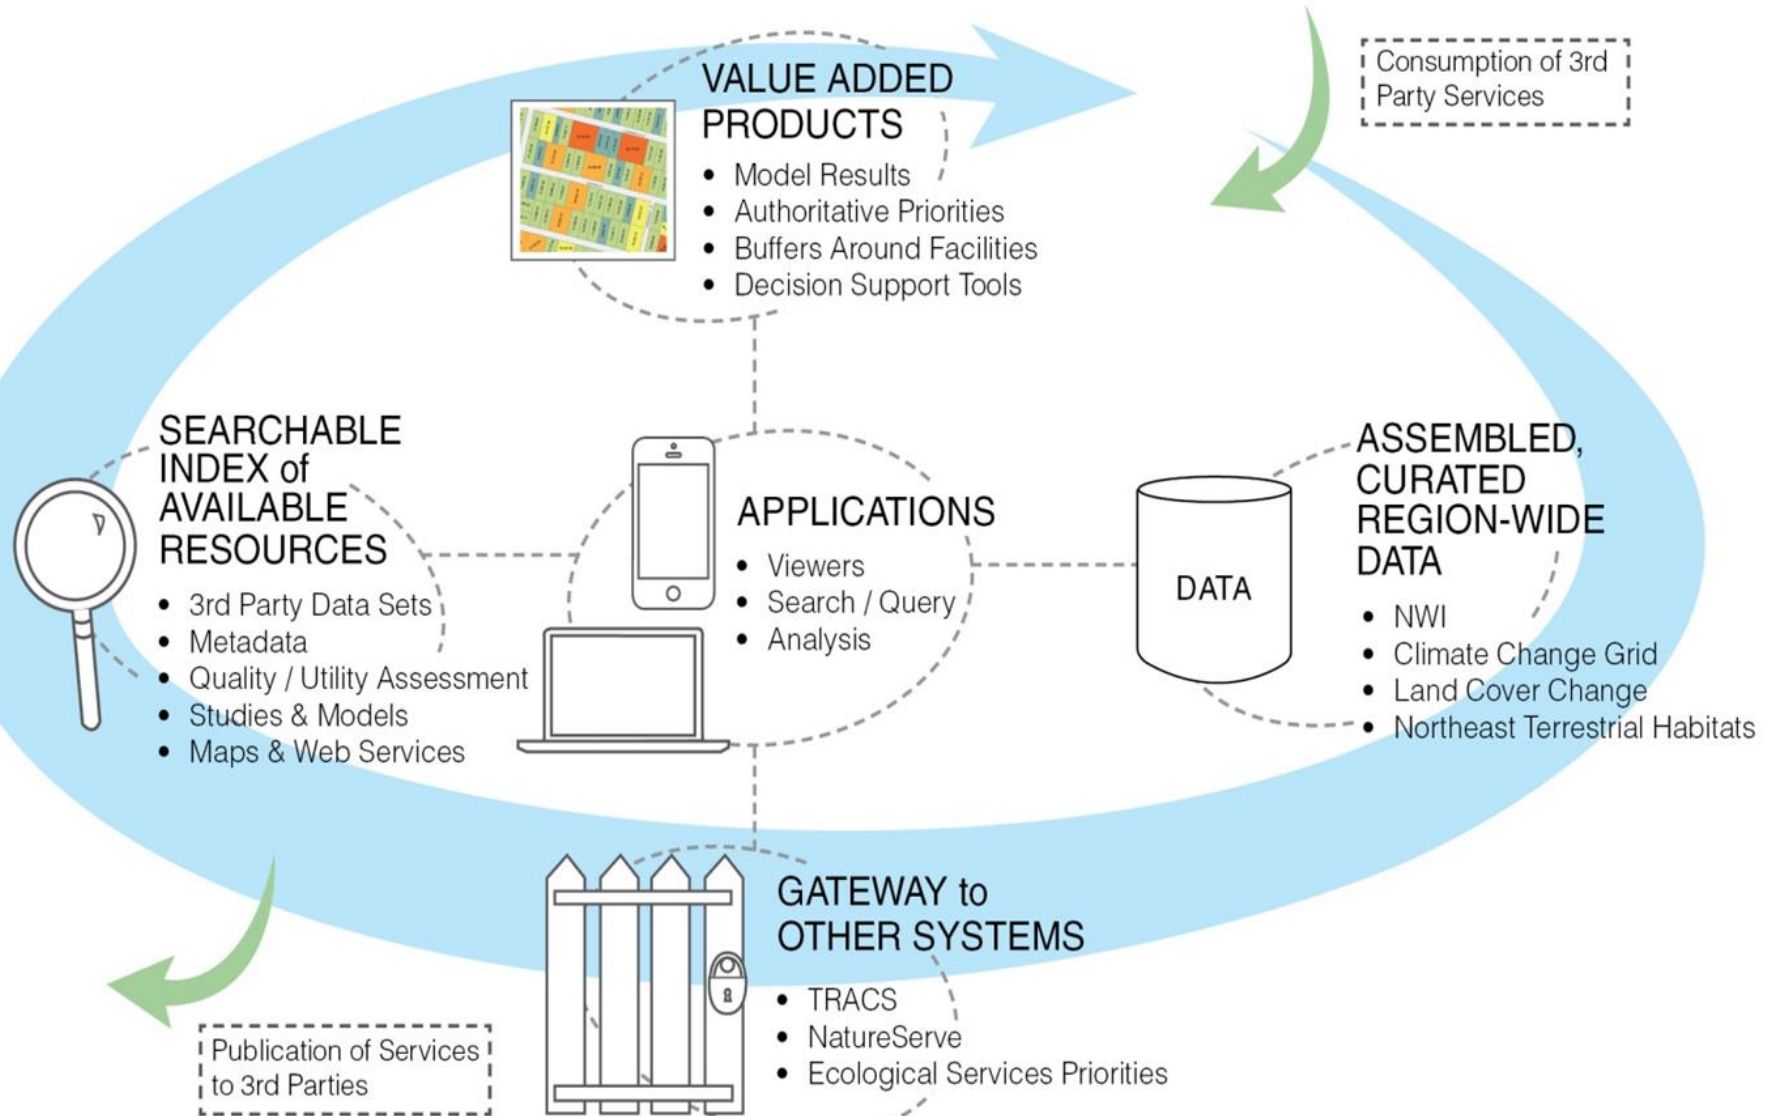 VALUE ADDED
PRODUCTS
• Model Results
• Authoritative Priorities
• Buffers Around Facilities
• Decision Support Tools
Consumption of 3rd
Party Services
SEARCHABLE
INDEX of
AVAILABLE
RESOURCES
• 3rd Party Data Sets
• Metadata
• Quality / Utility Assessment
• Studies & Models
• Maps & Web Services
APPLICATIONS
• Viewers
• Search / Query
• Analysis
DATA
ASSEMBLED,
CURATED
REGION-WIDE
DATA
• NWI
• Climate Change Grid
• Land Cover Change
• Northeast Terrestrial Habitats
GATEWAY to
OTHER SYSTEMS
• TRACS
• NatureServe
• Ecological Services Priorities
Publication of Services
to 3rd Parties